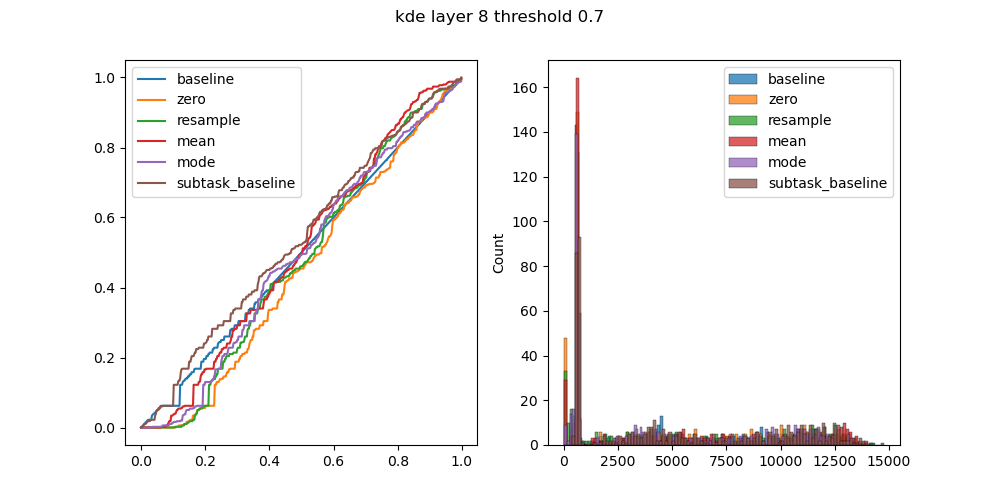 kde layer 8 threshold 0.7
baseline
zero
resample
mean
mode
subtask_baseline
1.0
0.8
0.6
0.4
0.2
0.0
0.0 0.2 0.4 0.6 0.8 1.0
baseline
zero
resample
mean
mode
subtask_baseline
Count
160
140
120
100
80
60
40
20
0
0 2500 5000 7500 10000 12500 15000